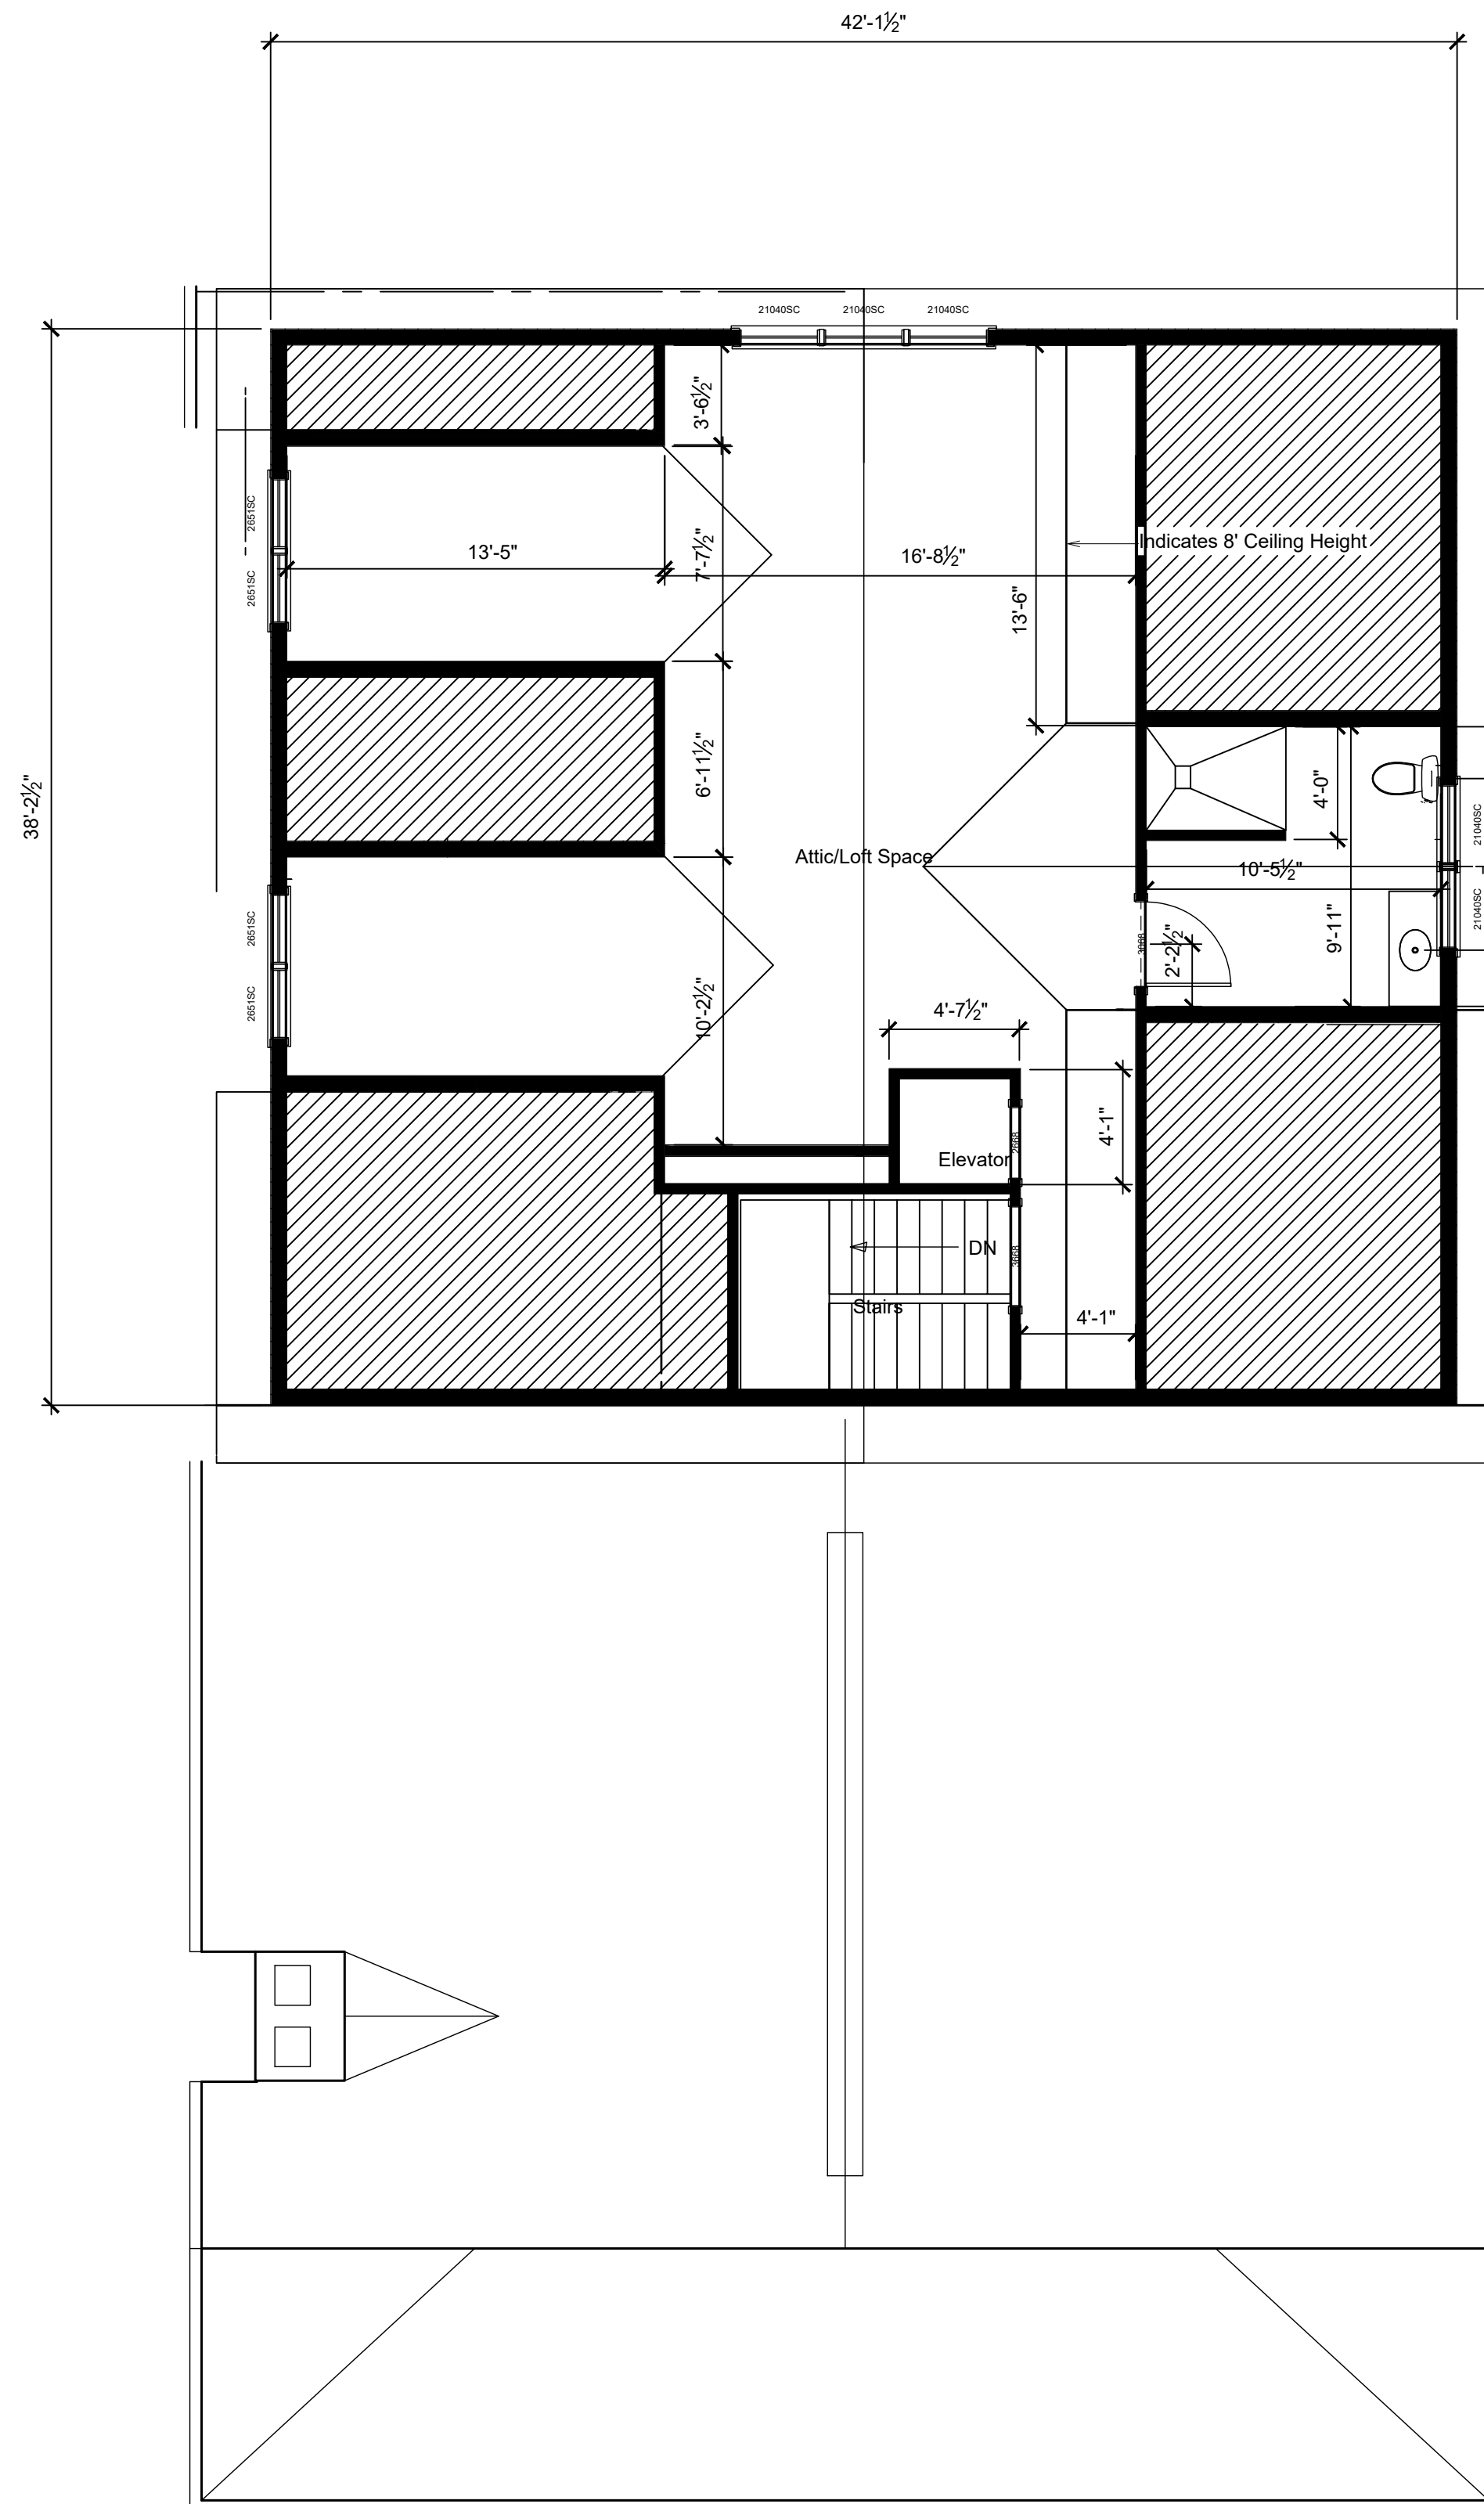 42'-1½"
21040SC 21040SC 21040SC
3'-6½"
2651SC
2651SC
13'-5"
7'-7½"
16'-8½"
Indicates 8' Ceiling Height
13'-6"
38'-2½"
6'-11½"
4'-0"
21040SC
21040SC
Attic/Loft Space
10'-5½"
2651SC
2651SC
3068
2'-2½"
9'-11"
10'-2½"
4'-7½"
4'-1"
2668
Elevator
DN
3668
Stairs
4'-1"